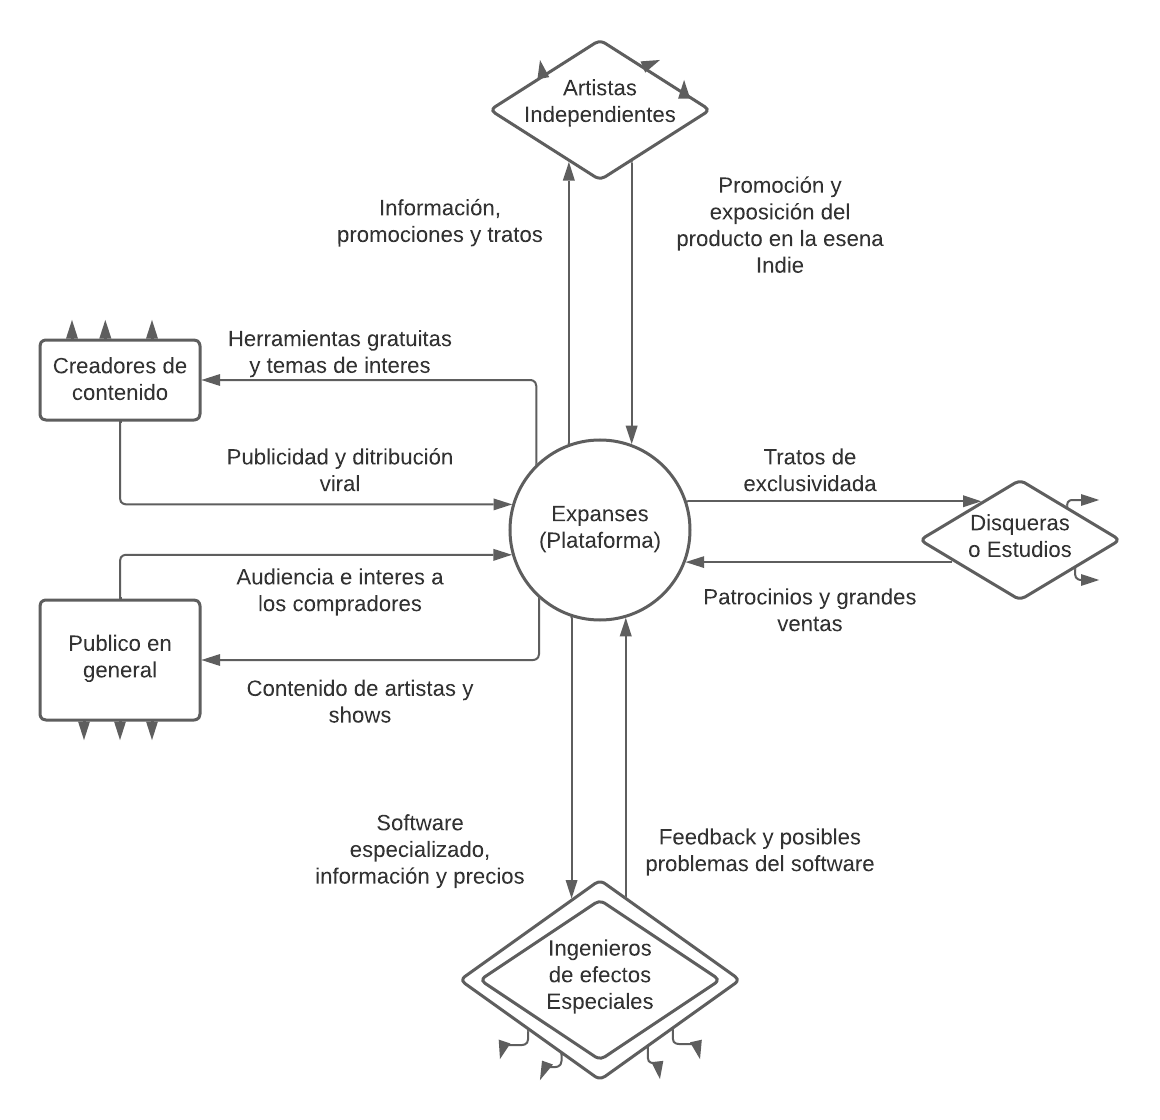 Artistas
Independientes
Información,
promociones y tratos
Promoción y
exposición del
producto en la esena
Indie
Herramientas gratuitas
y temas de interes
Creadores de
contenido
Publicidad y ditribución
viral
Tratos de
exclusividada
Expanses
(Plataforma)
Disqueras
o Estudios
Audiencia e interes a
los compradores
Patrocinios y grandes
ventas
Publico en
general
Contenido de artistas y
shows
Software
especializado,
información y precios
Feedback y posibles
problemas del software
Ingenieros
de efectos
Especiales